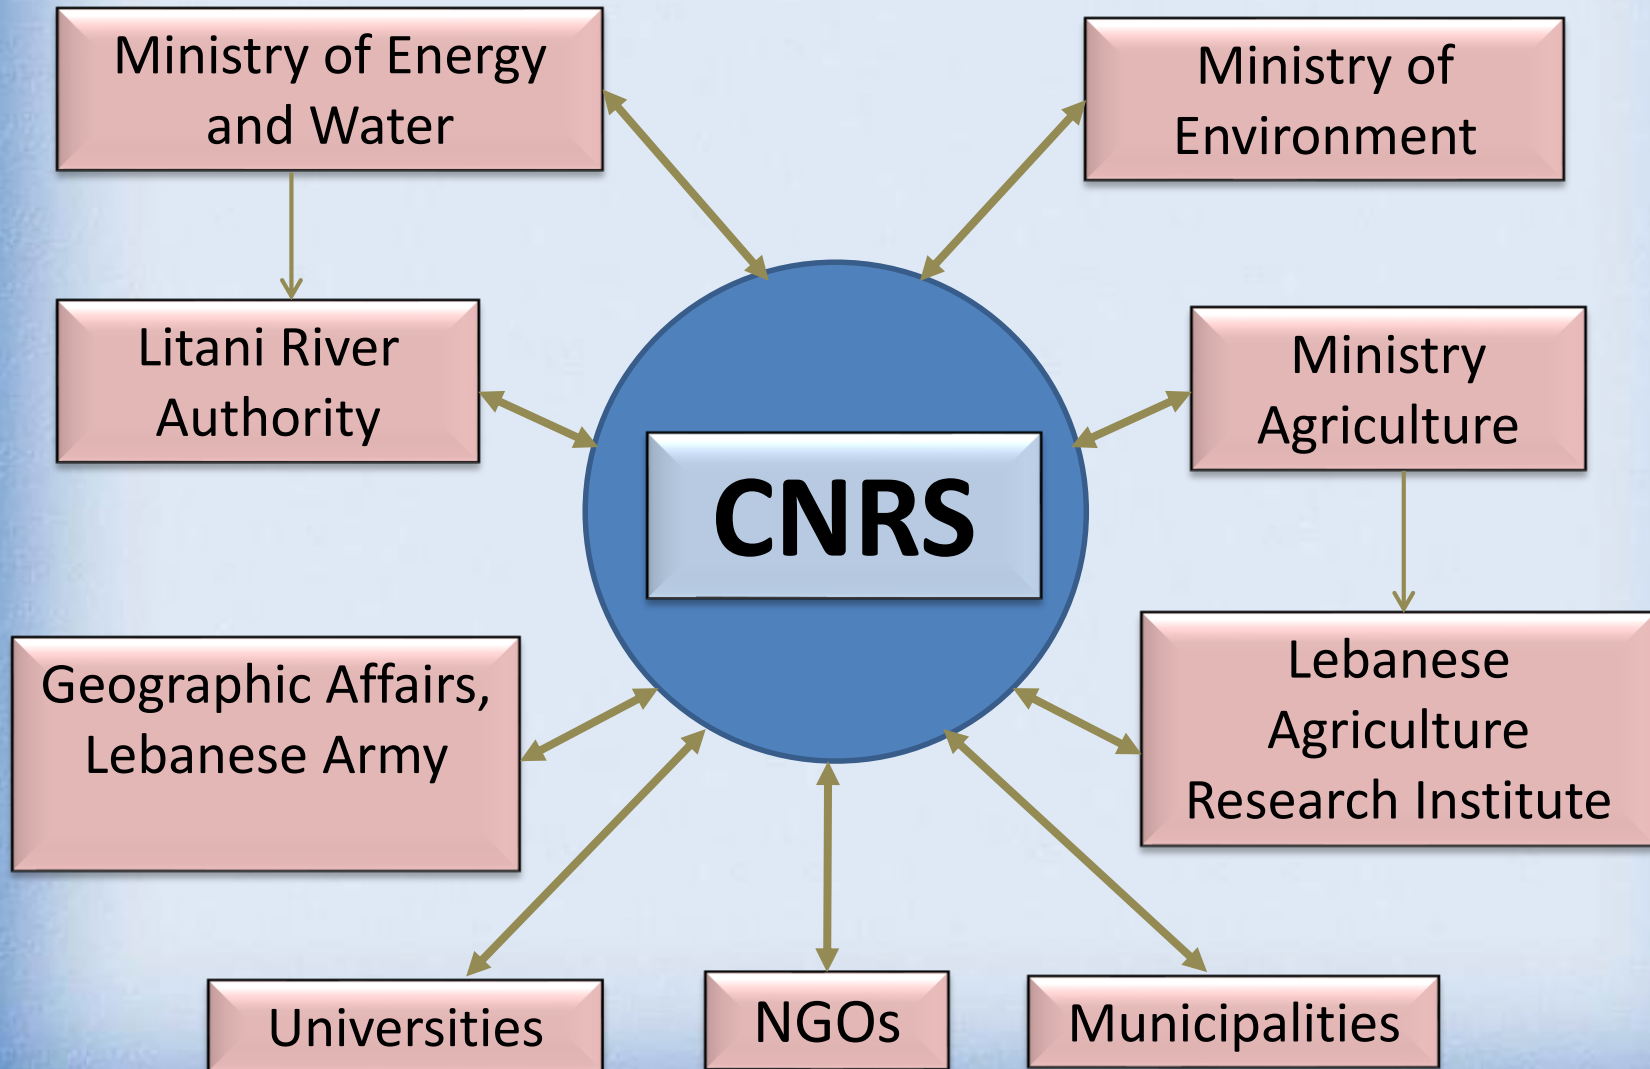 Ministry of Energy
and Water
Ministry of
Environment
Litani River
Authority
Ministry
Agriculture
CNRS
Geographic Affairs,
Lebanese Army
Lebanese
Agriculture
Research Institute
Universities
NGOs
Municipalities